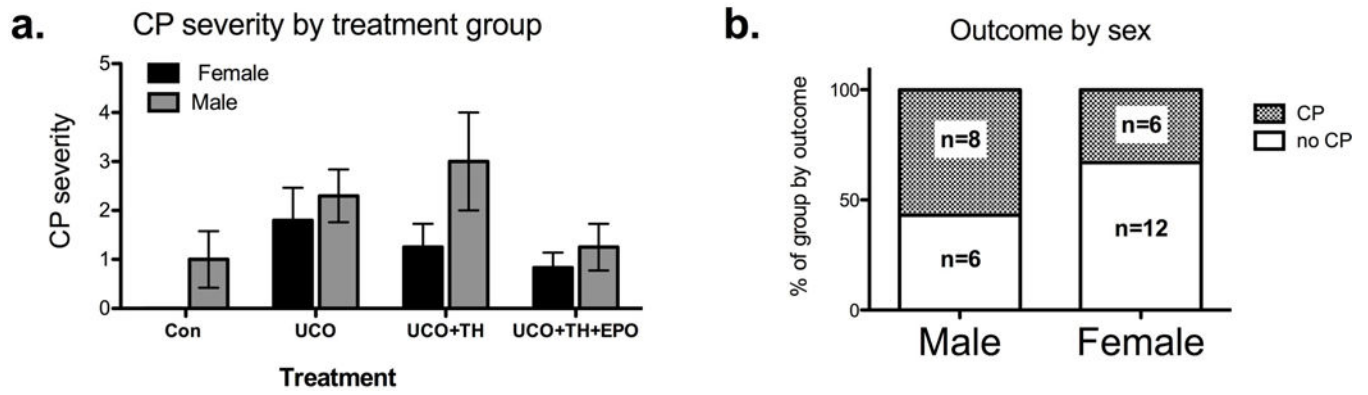 a.
CP severity by treatment group
Female
Male
CP severity
5
4
3
2
1
0
Con
UCO
UCO+TH
UCO+TH+EPO
Treatment
b.
Outcome by sex
% of group by outcome
100
50
0
n=8
n=6
n=6
n=12
CP
no CP
Male
Female